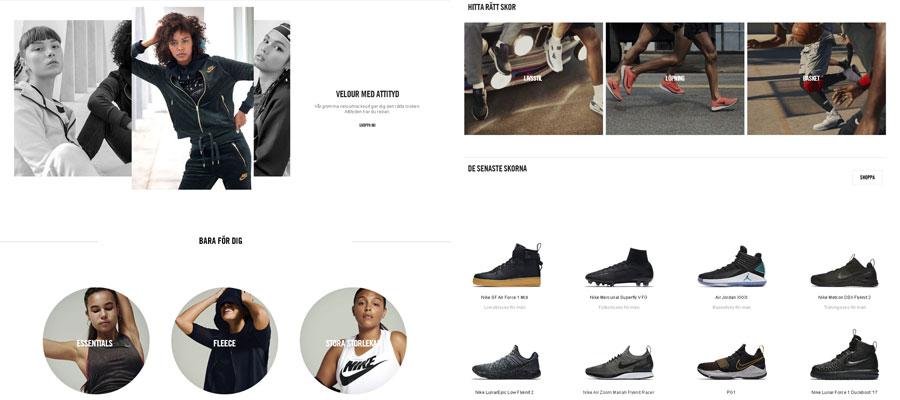 VELOUR MED ATTITYD
Vår grymma velourtracksuit ger dig den rätta looken.
Attityden har du redan.
SHOPPA NU
BARA FÖR DIG
ESSENTIALS
FLEECE
STORA STORLEKAR
NIKE
HITTA RÄTT SKOR
LIVSSTIL
LÖPNING
BASKET
DE SENASTE SKORNA
SHOPPA
Nike SF Air Force 1 Mid
Livsstilssko för män
Nike Mercurial Superfly V FG
Fotbollssko för män
Air Jordan XXXII
Basketsko för män
Nike Metcon DSX Flyknit 2
Träningssko för män
Nike LunarEpic Low Flyknit 2
Nike Air Zoom Mariah Flyknit Racer
PG1
Nike Lunar Force 1 Duckboot '17